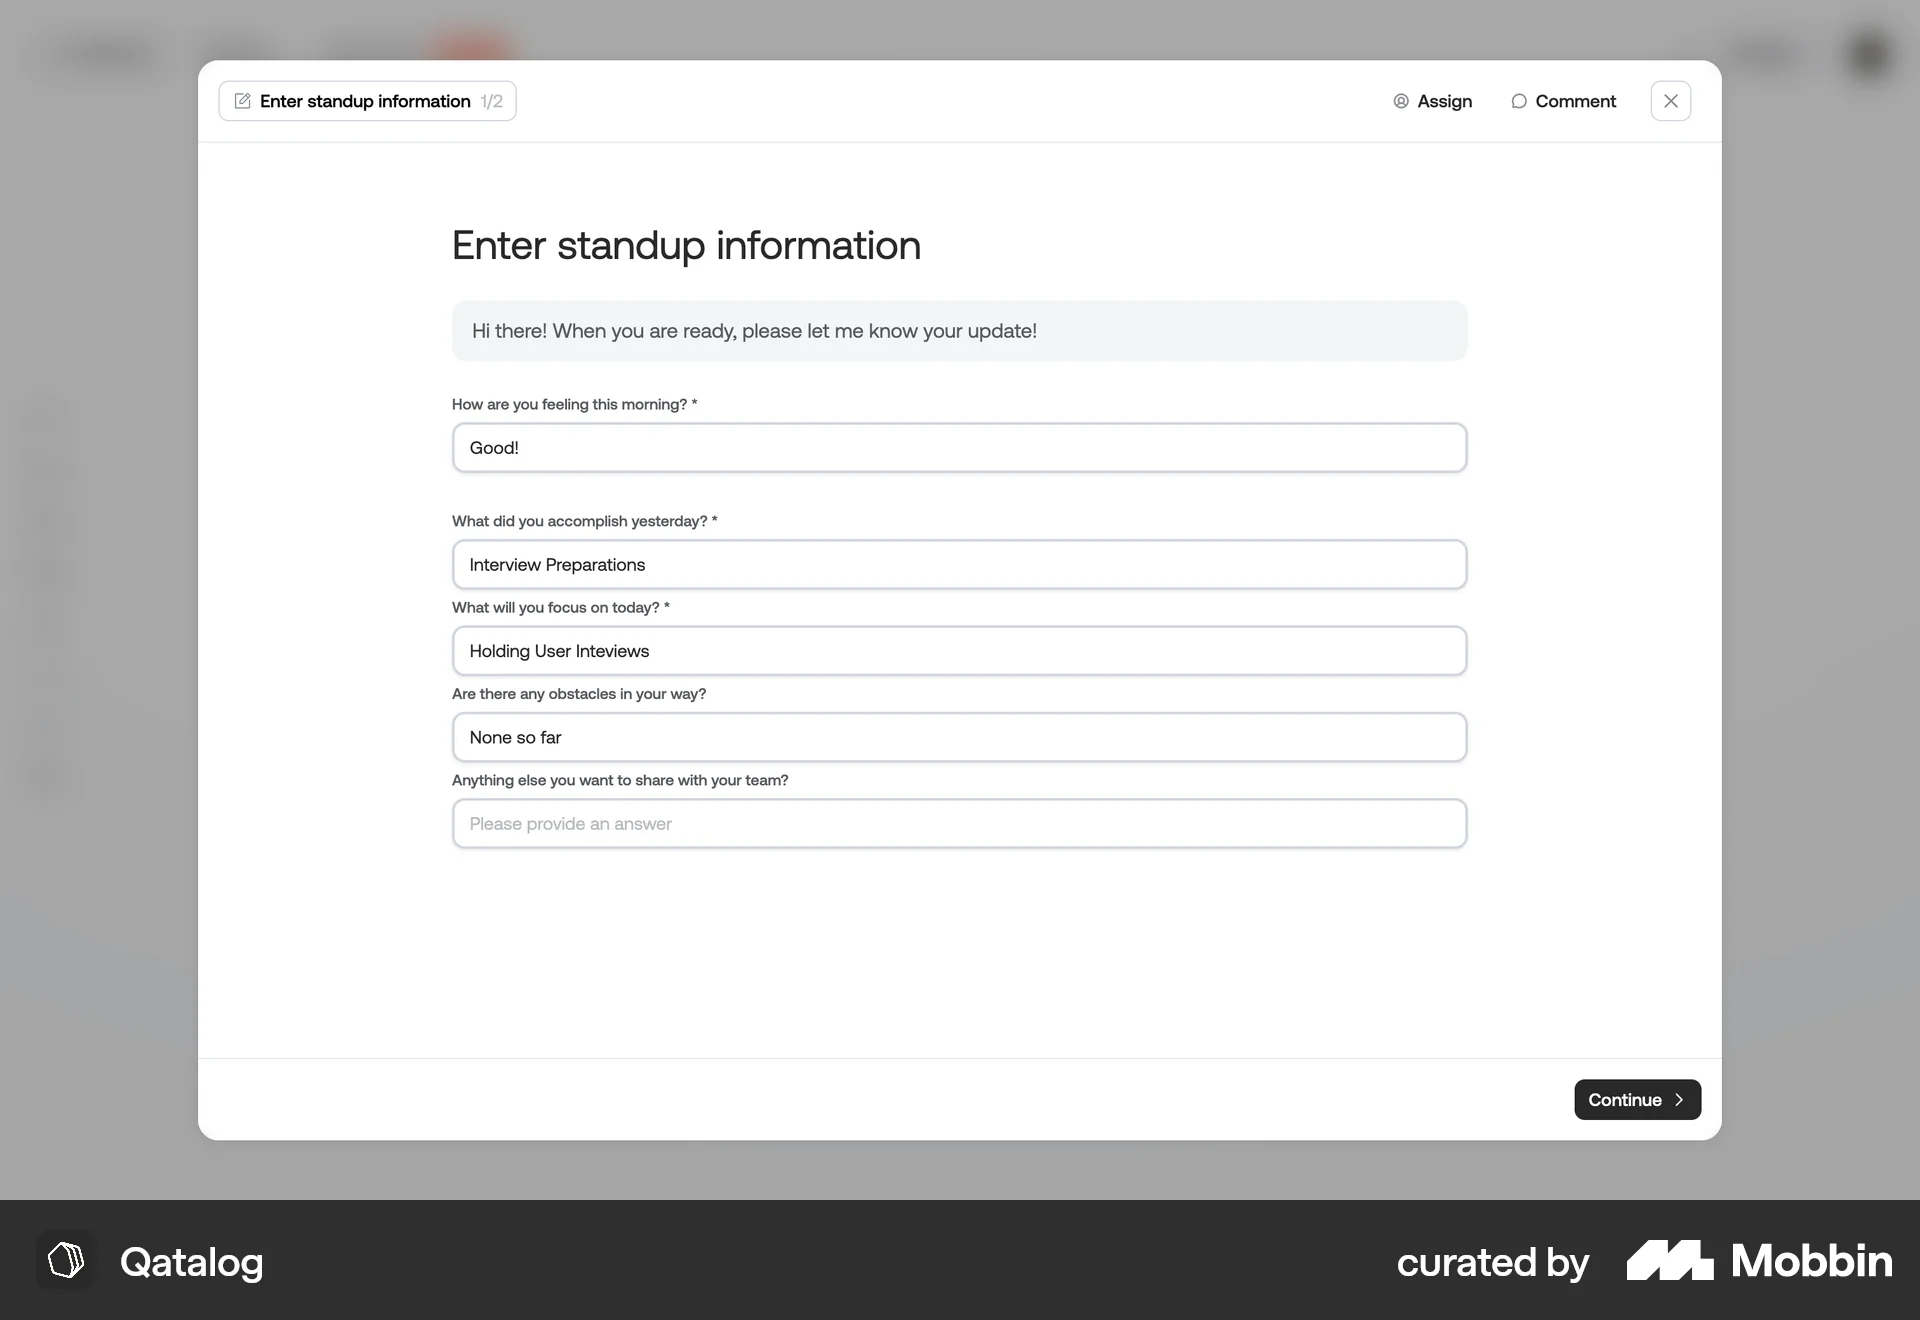 Enter standup information 1/2
Assign
Comment
Enter standup information
Hi there! When you are ready, please let me know your update!
How are you feeling this morning? *
Good!
What did you accomplish yesterday? *
Interview Preparations
What will you focus on today? *
Holding User Inteviews
Are there any obstacles in your way?
None so far
Anything else you want to share with your team?
Please provide an answer
Continue
Qatalog
curated by Mobbin